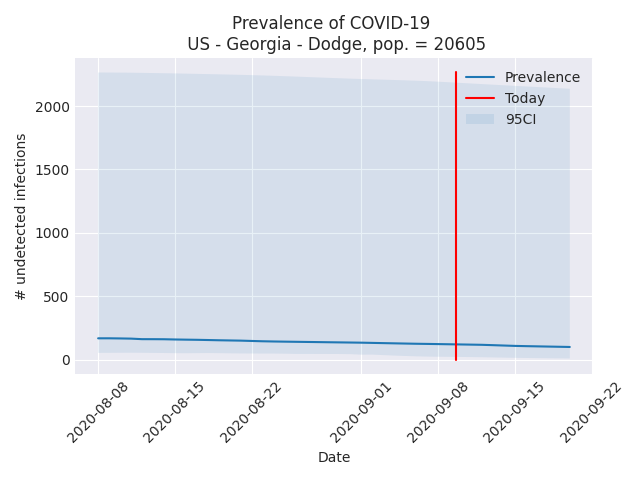 Prevalence of COVID-19
US - Georgia - Dodge, pop. = 20605
Prevalence
Today
95CI
# undetected infections
2000
1500
1000
500
0
2020-08-08
2020-08-15
2020-08-22
2020-09-01
2020-09-08
2020-09-15
2020-09-22
Date